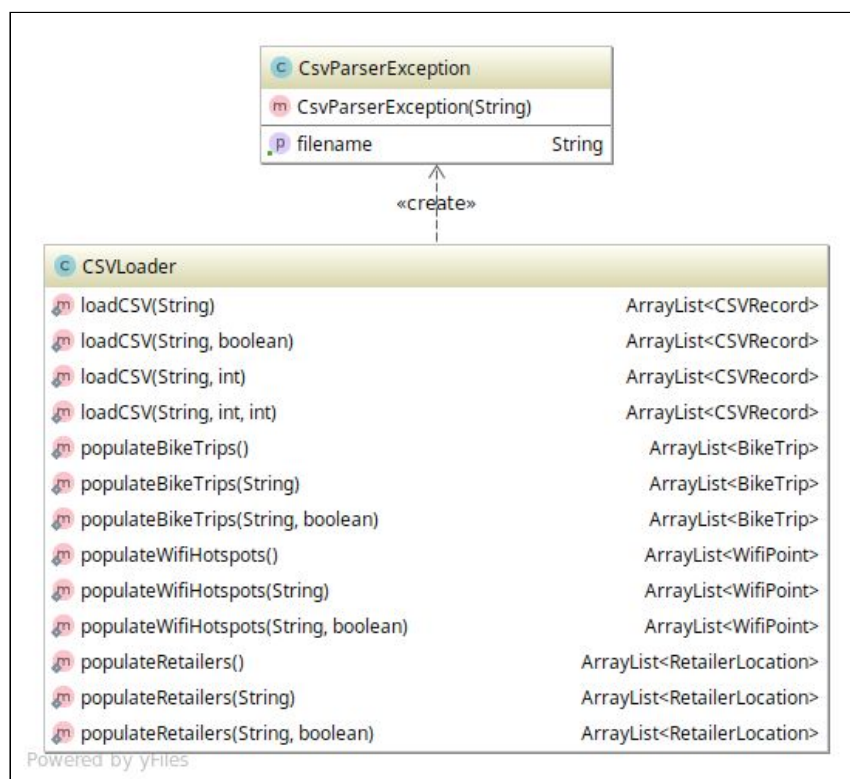 CsvParserException
CsvParserException(String)
filename String
«create»
CSVLoader
loadCSV(String) ArrayList<CSVRecord>
loadCSV(String, boolean) ArrayList<CSVRecord>
loadCSV(String, int) ArrayList<CSVRecord>
loadCSV(String, int, int) ArrayList<CSVRecord>
populateBikeTrips() ArrayList<BikeTrip>
populateBikeTrips(String) ArrayList<BikeTrip>
populateBikeTrips(String, boolean) ArrayList<BikeTrip>
populateWifiHotspots() ArrayList<WifiPoint>
populateWifiHotspots(String) ArrayList<WifiPoint>
populateWifiHotspots(String, boolean) ArrayList<WifiPoint>
populateRetailers() ArrayList<RetailerLocation>
populateRetailers(String) ArrayList<RetailerLocation>
populateRetailers(String, boolean) ArrayList<RetailerLocation>
Powered by yFiles